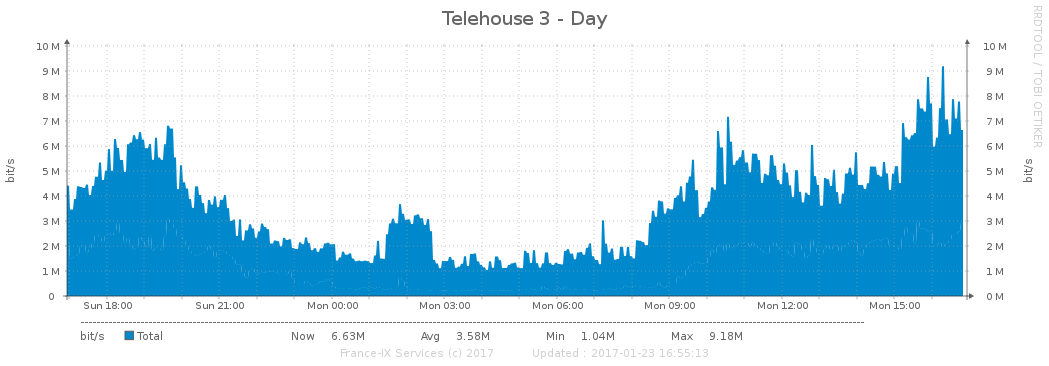 Telehouse 3 - Day
RRDTOOL / TOBI OETIKER
bit/s
10 M
9 M
8 M
7 M
6 M
5 M
4 M
3 M
2 M
1 M
0
10 M
9 M
8 M
7 M
6 M
5 M
4 M
3 M
2 M
1 M
0 M
bit/s
Sun 18:00 Sun 21:00 Mon 00:00 Mon 03:00 Mon 06:00 Mon 09:00 Mon 12:00 Mon 15:00
bit/s Total Now 6.63M Avg 3.58M Min 1.04M Max 9.18M
France-IX Services (c) 2017 Updated : 2017-01-23 16:55:13